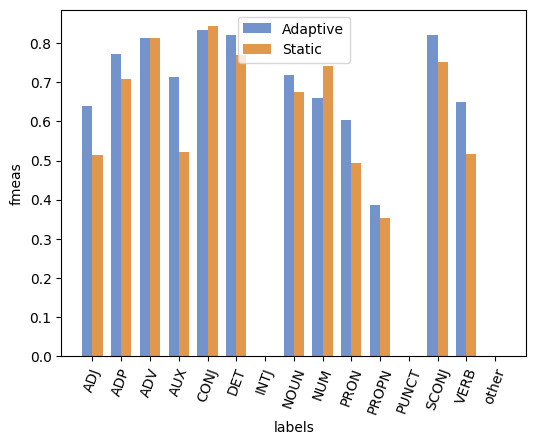 Adaptive
Static
0.8
0.7
0.6
0.5
0.4
0.3
0.2
0.1
0.0
fmeas
ADJ
ADP
ADV
AUX
CONJ
DET
INTJ
NOUN
NUM
PRON
PROPN
PUNCT
SCONJ
VERB
other
labels